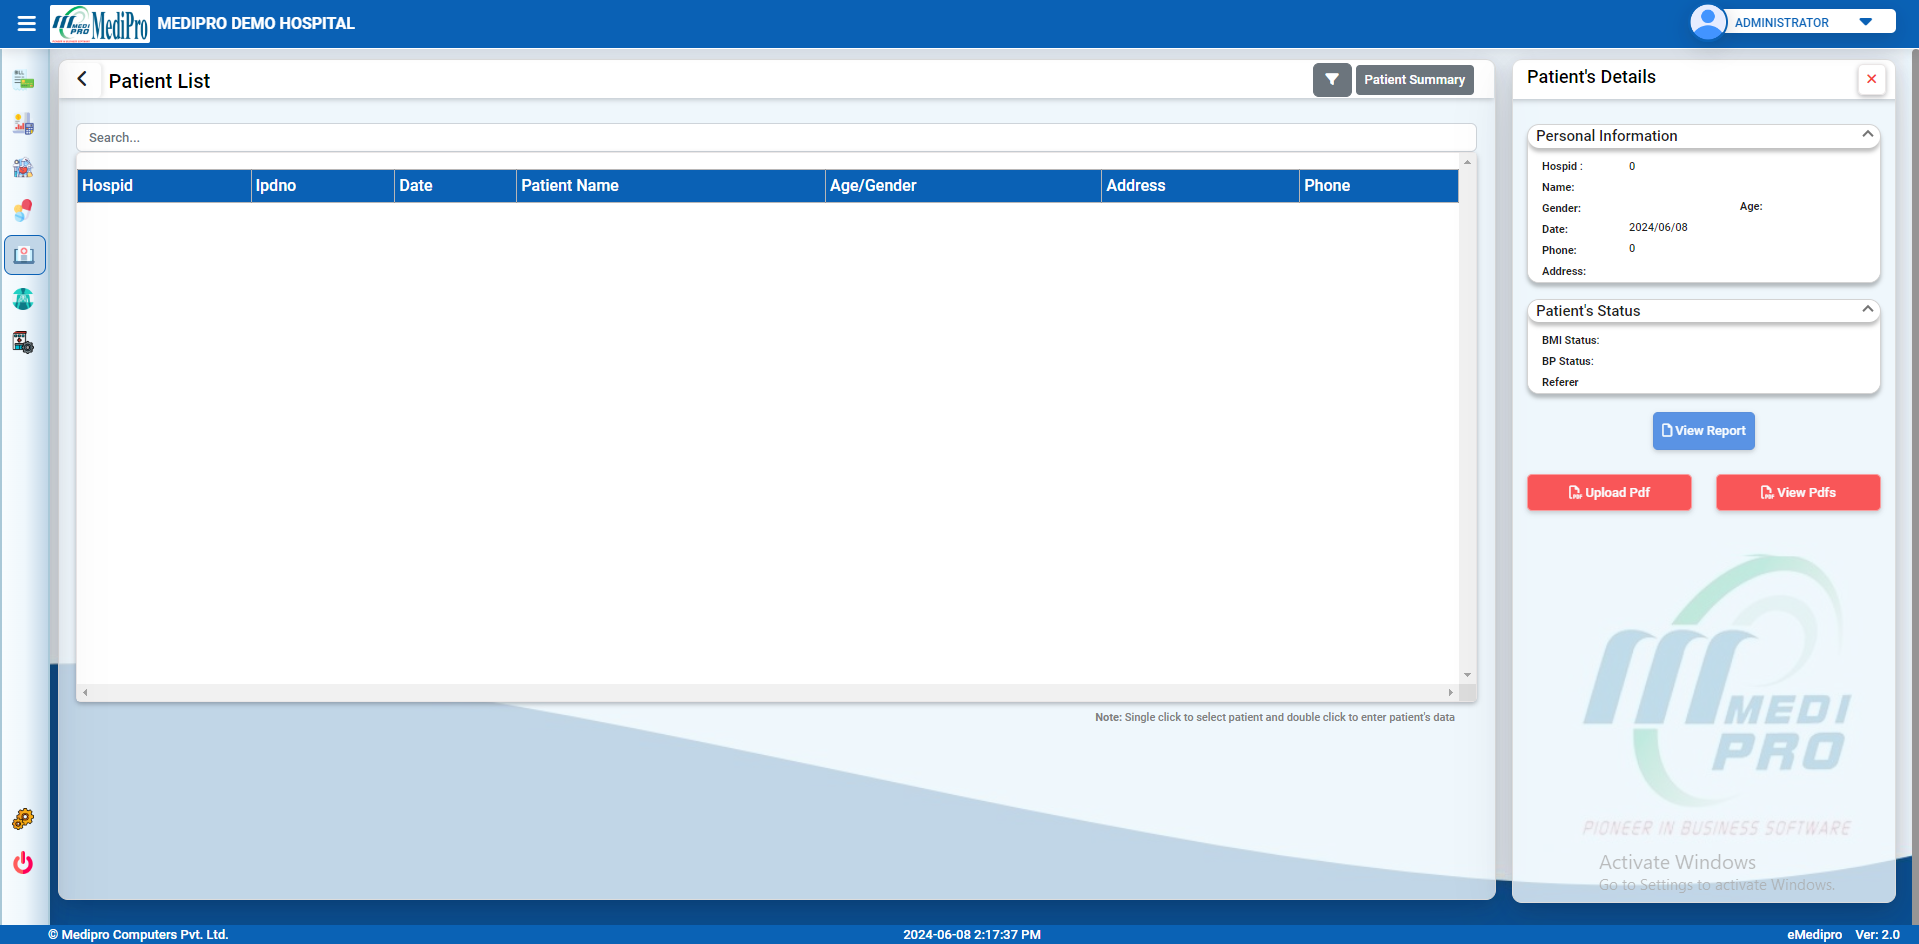 MEDI PRO MediPro MEDIPRO DEMO HOSPITAL
ADMINISTRATOR
Patient List
Patient Summary
Search...
Hospid Ipdno Date Patient Name Age/Gender Address Phone
Note: Single click to select patient and double click to enter patient's data
Patient's Details
Personal Information
Hospid : 0
Name:
Gender: Age:
Date: 2024/06/08
Phone: 0
Address:
Patient's Status
BMI Status:
BP Status:
Referer
View Report
Upload Pdf View Pdfs
MEDI
PRO
PIONEER IN BUSINESS SOFTWARE
Activate Windows
Go to Settings to activate Windows.
© Medipro Computers Pvt. Ltd. 2024-06-08 2:17:37 PM eMedipro Ver: 2.0